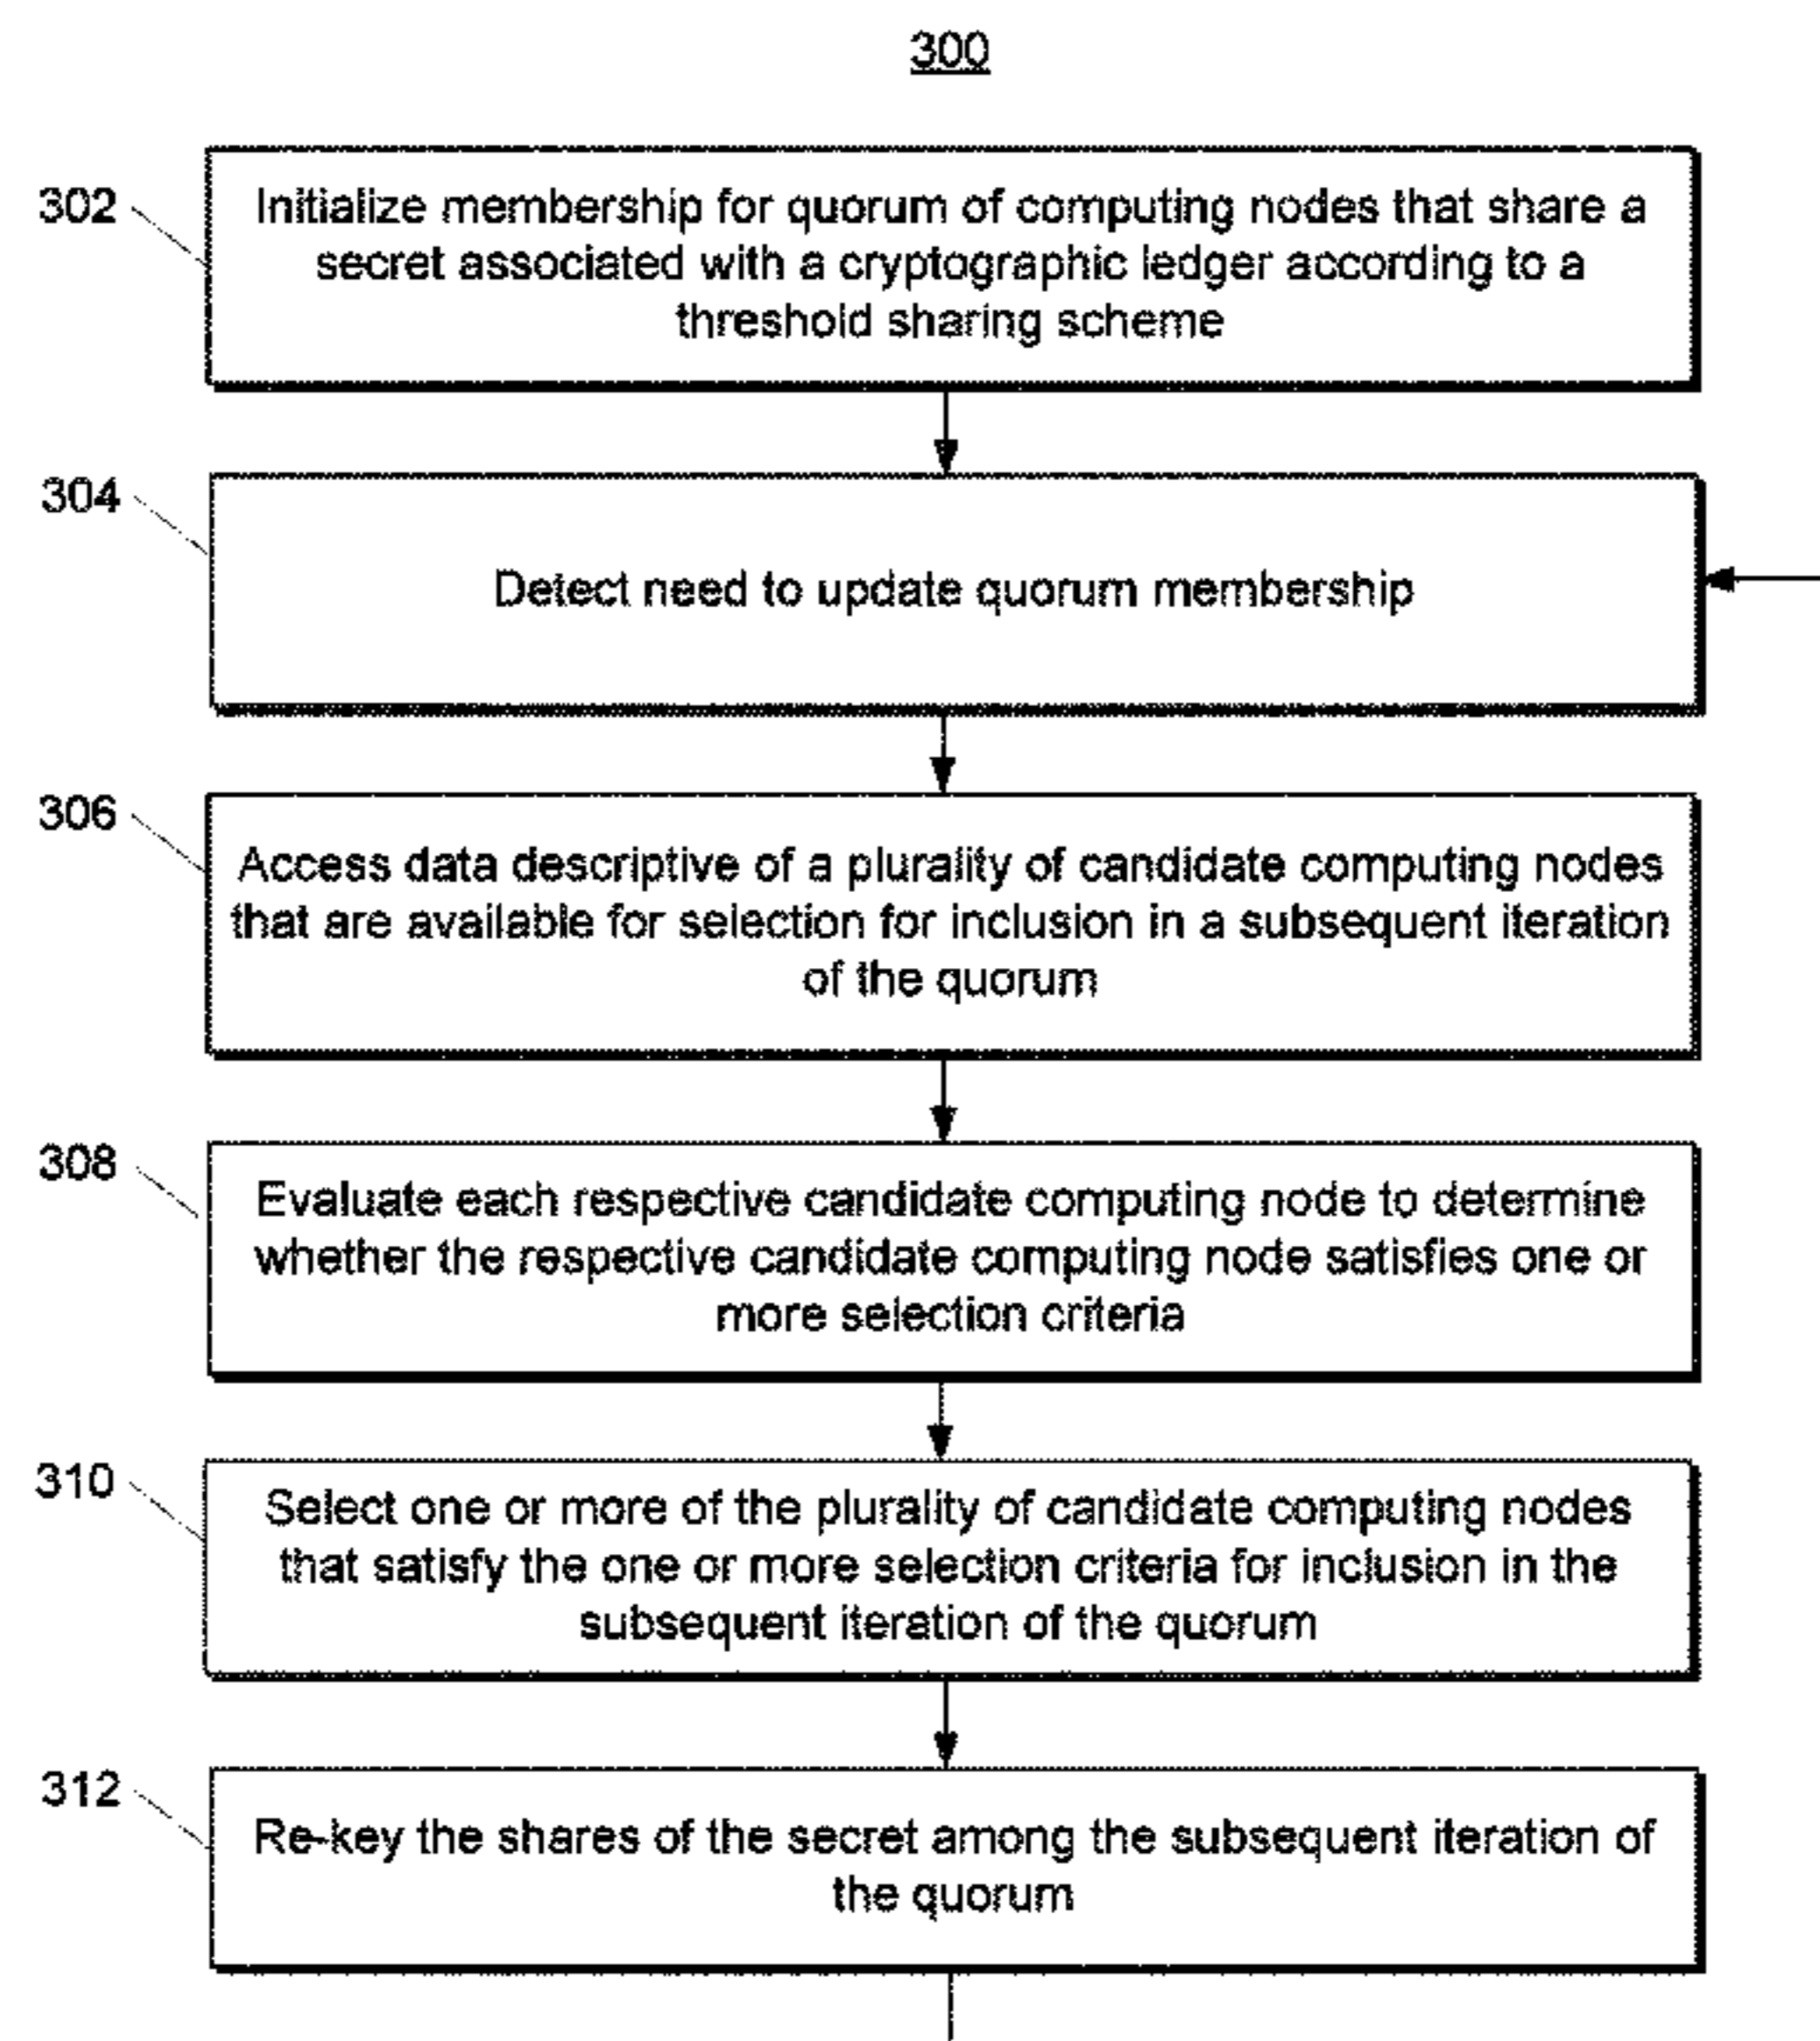 300
302
Initialize membership for quorum of computing nodes that share a
secret associated with a cryptographic ledger according to a
threshold sharing scheme
304
Detect need to update quorum membership
306
Access data descriptive of a plurality of candidate computing nodes
that are available for selection for inclusion in a subsequent iteration
of the quorum
308
Evaluate each respective candidate computing node to determine
whether the respective candidate computing node satisfies one or
more selection criteria
310
Select one or more of the plurality of candidate computing nodes
that satisfy the one or more selection criteria for inclusion in the
subsequent iteration of the quorum
312
Re-key the shares of the secret among the subsequent iteration of
the quorum